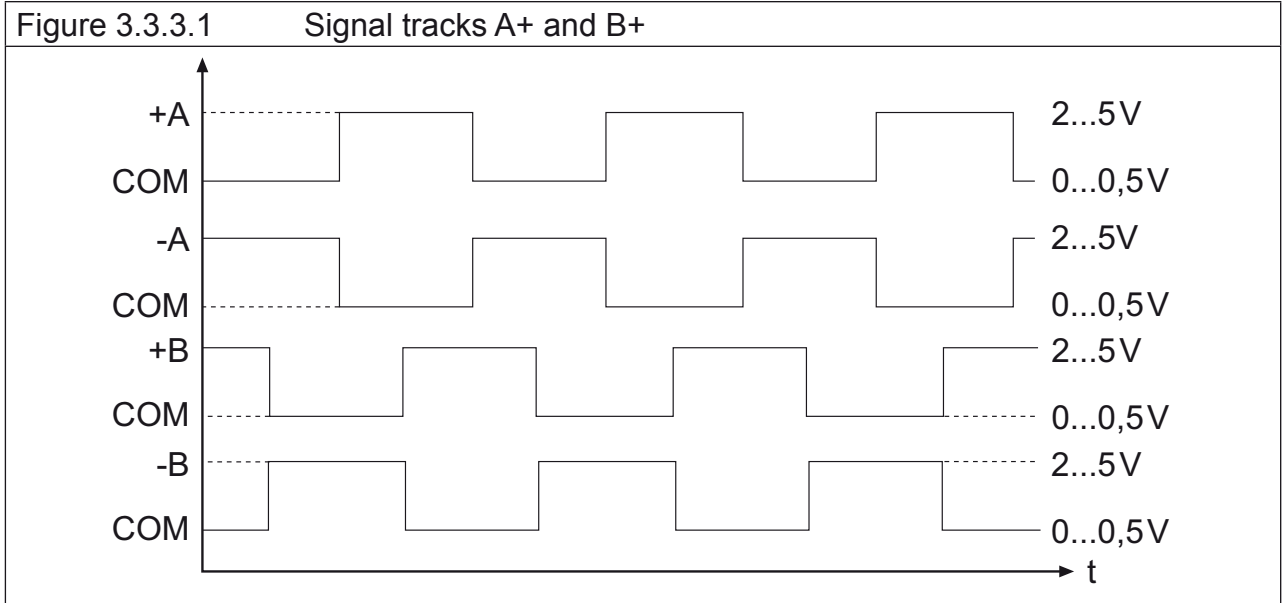 Figure 3.3.3.1 Signal tracks A+ and B+
+A 2...5V
COM 0...0,5V
-A 2...5V
COM 0...0,5V
+B 2...5V
COM 0...0,5V
-B 2...5V
COM 0...0,5V
t